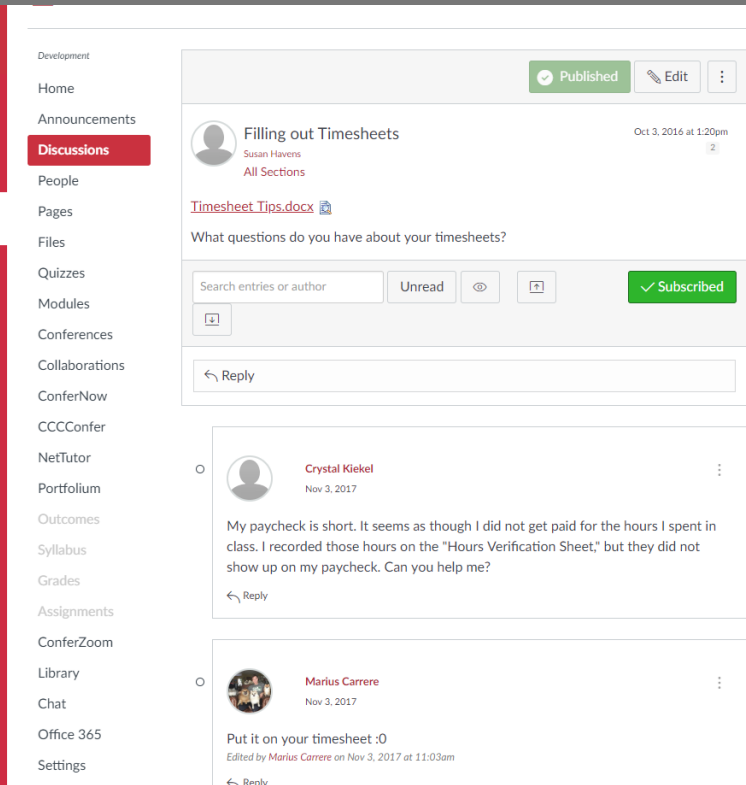 Development
Home
Announcements
Discussions
People
Pages
Files
Quizzes
Modules
Conferences
Collaborations
ConferNow
CCCConfer
NetTutor
Portfolium
Outcomes
Syllabus
Grades
Assignments
ConferZoom
Library
Chat
Office 365
Settings
Published
Edit
Filling out Timesheets
Oct 3, 2016 at 1:20pm
Susan Havens
2
All Sections
Timesheet Tips.docx
What questions do you have about your timesheets?
Search entries or author
Unread
Subscribed
Reply
Crystal Kiekel
Nov 3, 2017
My paycheck is short. It seems as though I did not get paid for the hours I spent in
class. I recorded those hours on the "Hours Verification Sheet," but they did not
show up on my paycheck. Can you help me?
Reply
Marius Carrere
Nov 3, 2017
Put it on your timesheet :0
Edited by Marius Carrere on Nov 3, 2017 at 11:03am
Reply